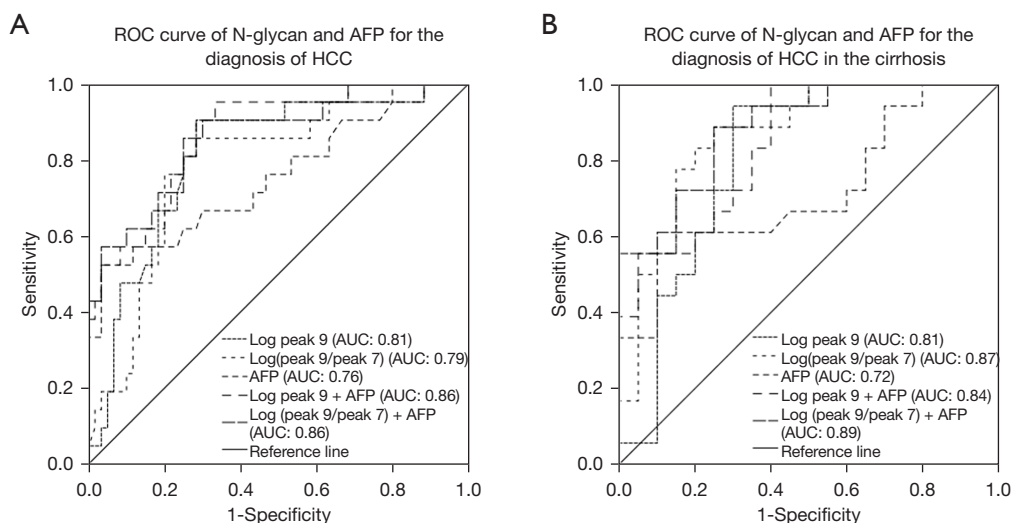 A
ROC curve of N-glycan and AFP for the
diagnosis of HCC
1.0
0.8
0.6
0.4
0.2
0.0
Sensitivity
Log peak 9 (AUC: 0.81)
Log(peak 9/peak 7) (AUC: 0.79)
AFP (AUC: 0.76)
Log peak 9 + AFP (AUC: 0.86)
Log (peak 9/peak 7) + AFP
(AUC: 0.86)
Reference line
0.0 0.2 0.4 0.6 0.8 1.0
1-Specificity
B
ROC curve of N-glycan and AFP for the
diagnosis of HCC in the cirrhosis
1.0
0.8
0.6
0.4
0.2
0.0
Sensitivity
Log peak 9 (AUC: 0.81)
Log(peak 9/peak 7) (AUC: 0.87)
AFP (AUC: 0.72)
Log peak 9 + AFP (AUC: 0.84)
Log (peak 9/peak 7) + AFP
(AUC: 0.89)
Reference line
0.0 0.2 0.4 0.6 0.8 1.0
1-Specificity